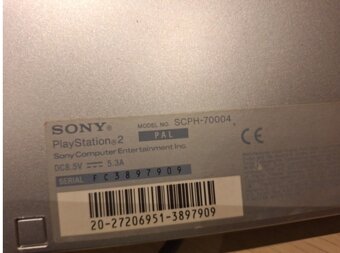 SONY®
MODEL NO. SCPH-70004
PlayStation®2
PAL
Sony Computer Entertainment Inc.
DC8.5V 5.3A
CE
SERIAL FC3897909
20-27206951-3897909